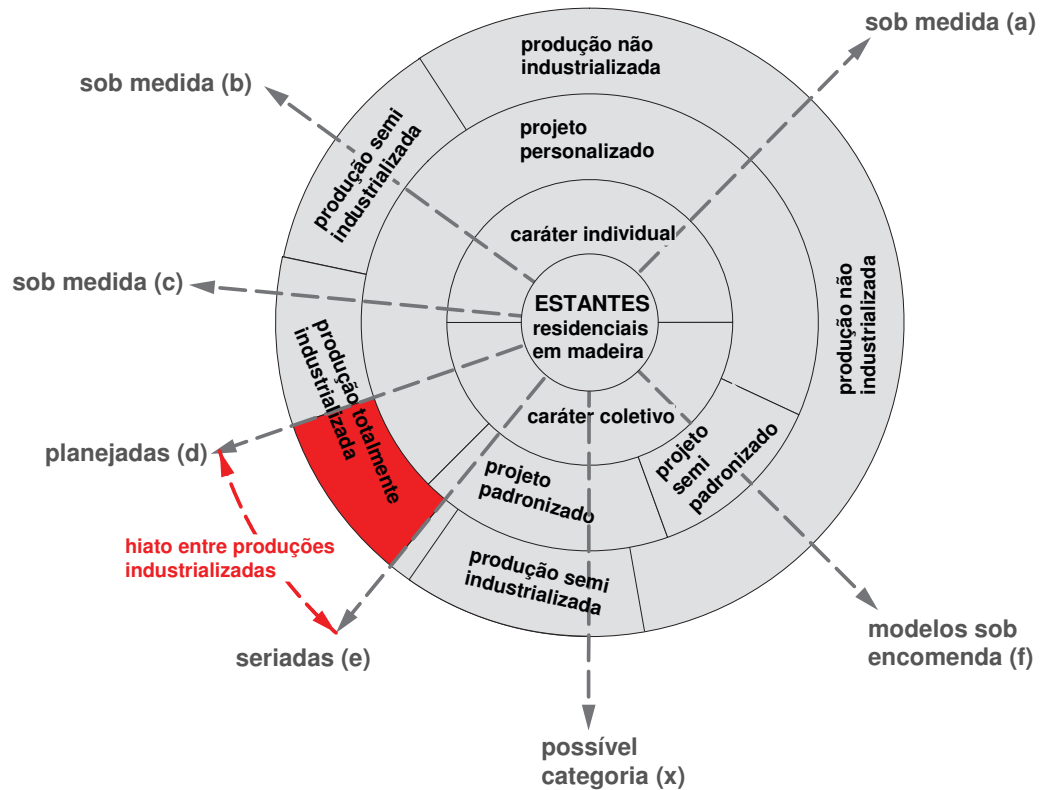 sob medida (a)
produção não
industrializada
sob medida (b)
produção semi
industrializada
projeto
personalizado
caráter individual
sob medida (c)
ESTANTES
residenciais
em madeira
produção não
industrializada
produção totalmente
industrializada
caráter coletivo
planejadas (d)
projeto
padronizado
projeto
semi
padronizado
hiato entre produções
industrializadas
produção semi
industrializada
seriadas (e)
modelos sob
encomenda (f)
possível
categoria (x)